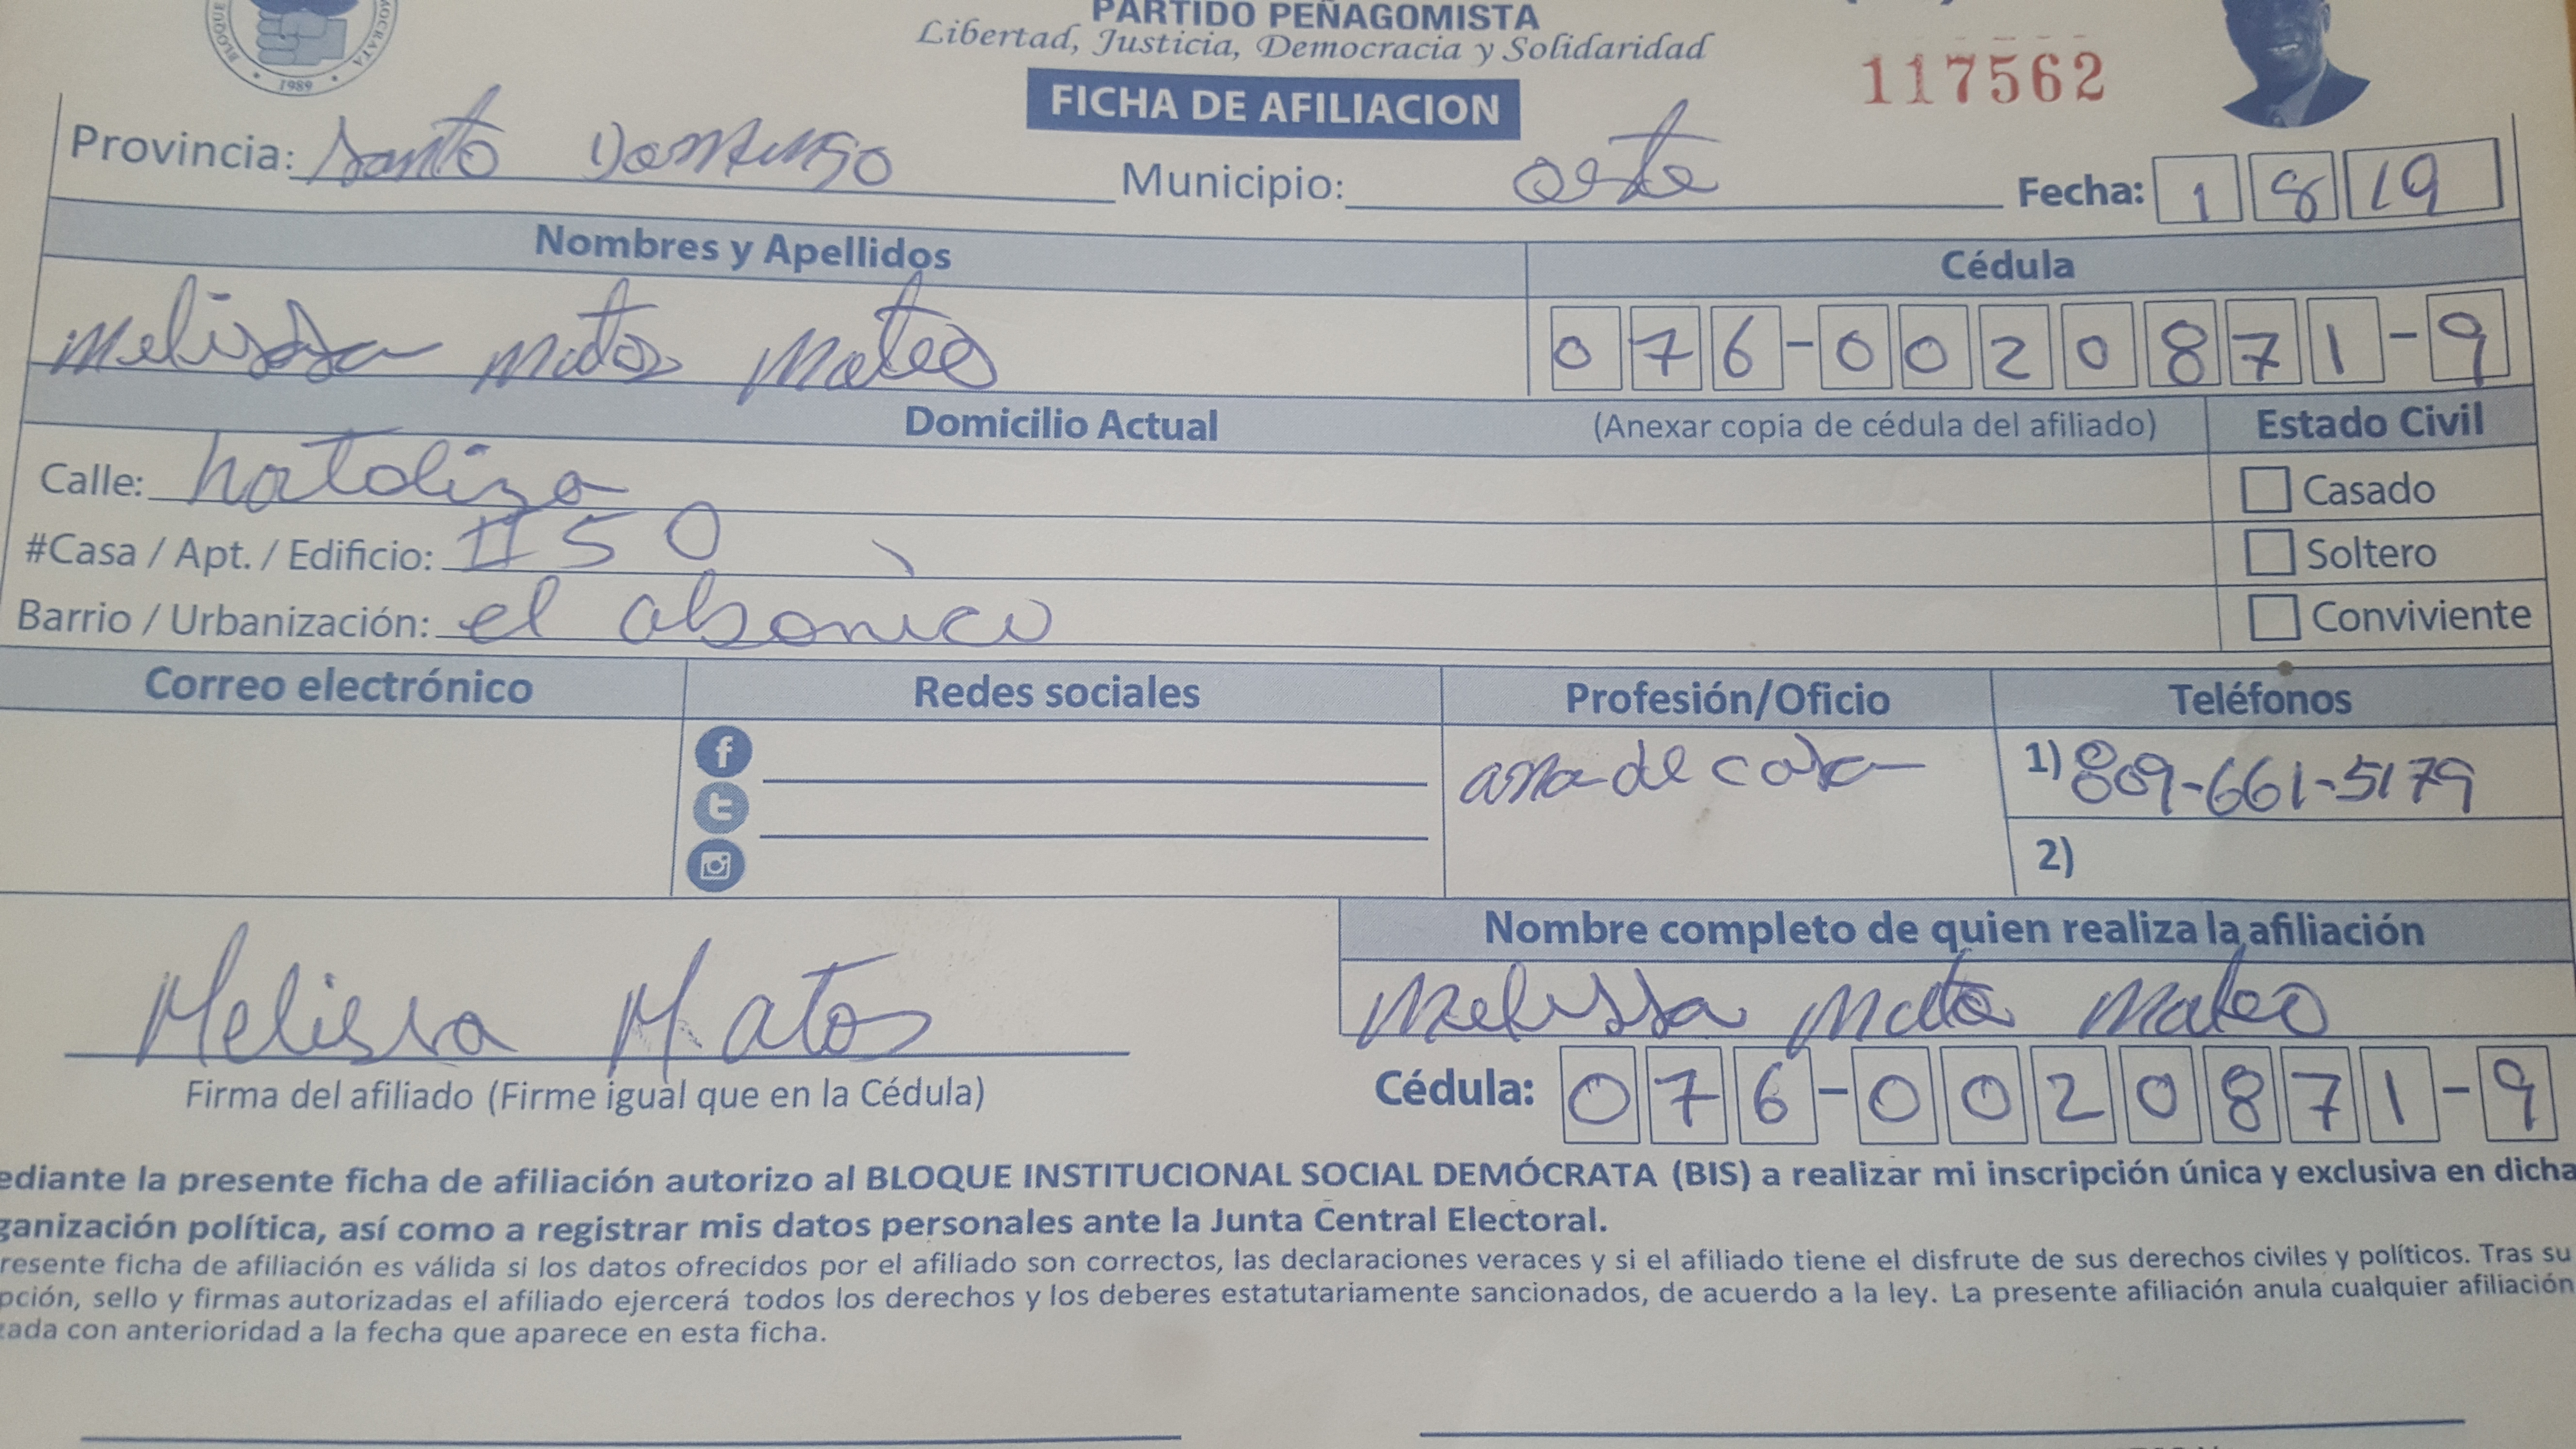 BLOQUE
MOCRATA
1989
PARTIDO PEÑAGOMISTA
Libertad, Justicia, Democracia y Solidaridad
117562
FICHA DE AFILIACION
Provincia: Santo Domingo Municipio: oeste Fecha: 1 8 19
Nombres y Apellidos Cédula
Melissa Matos Mateo 076-0020871-9
Domicilio Actual (Anexar copia de cédula del afiliado) Estado Civil
Calle: Casado
#Casa / Apt. / Edificio: # 50 Soltero
Barrio / Urbanización: el abanico Conviviente
Correo electrónico Redes sociales Profesión/Oficio Teléfonos
ama de casa 1) 809-661-5179
2)
Nombre completo de quien realiza la afiliación
Melissa Matos Melissa Matos Mateo
Firma del afiliado (Firme igual que en la Cédula) Cédula: 076-0020871-9
ediante la presente ficha de afiliación autorizo al BLOQUE INSTITUCIONAL SOCIAL DEMÓCRATA (BIS) a realizar mi inscripción única y exclusiva en dicha
ganización política, así como a registrar mis datos personales ante la Junta Central Electoral.
resente ficha de afiliación es válida si los datos ofrecidos por el afiliado son correctos, las declaraciones veraces y si el afiliado tiene el disfrute de sus derechos civiles y políticos. Tras su
pción, sello y firmas autorizadas el afiliado ejercerá todos los derechos y los deberes estatutariamente sancionados, de acuerdo a la ley. La presente afiliación anula cualquier afiliación
zada con anterioridad a la fecha que aparece en esta ficha.